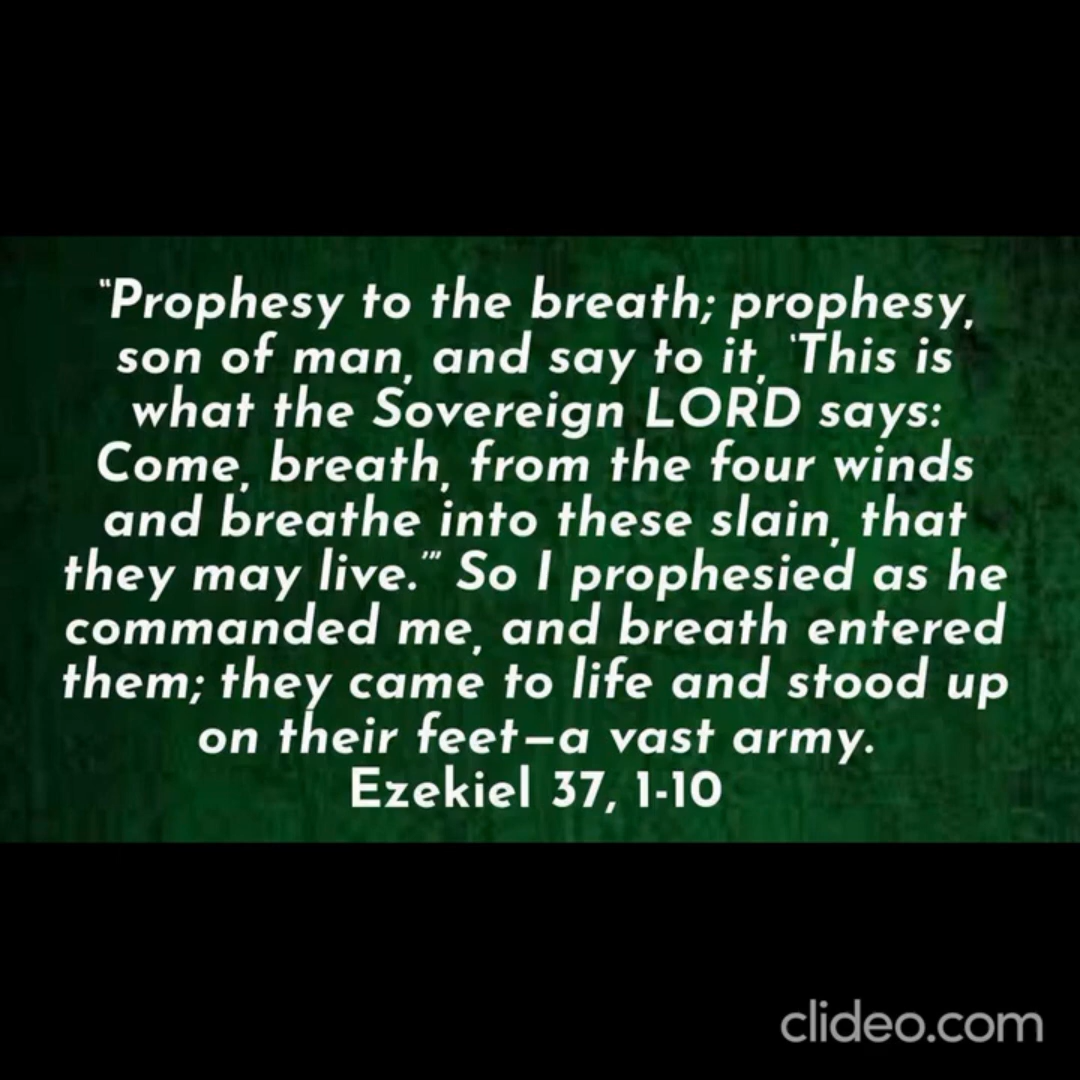 “Prophesy to the breath; prophesy,
son of man, and say to it, ‘This is
what the Sovereign LORD says:
Come, breath, from the four winds
and breathe into these slain, that
they may live.’” So I prophesied as he
commanded me, and breath entered
them; they came to life and stood up
on their feet—a vast army.
Ezekiel 37, 1-10
clideo.com